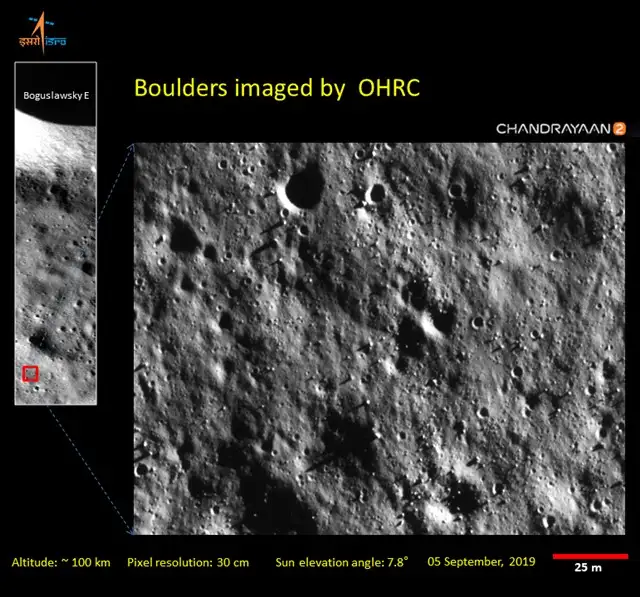 इसरो isro
Boguslawsky E
Boulders imaged by OHRC
CHANDRAYAAN 2
Altitude: ~ 100 km Pixel resolution: 30 cm Sun elevation angle: 7.8° 05 September, 2019
25 m